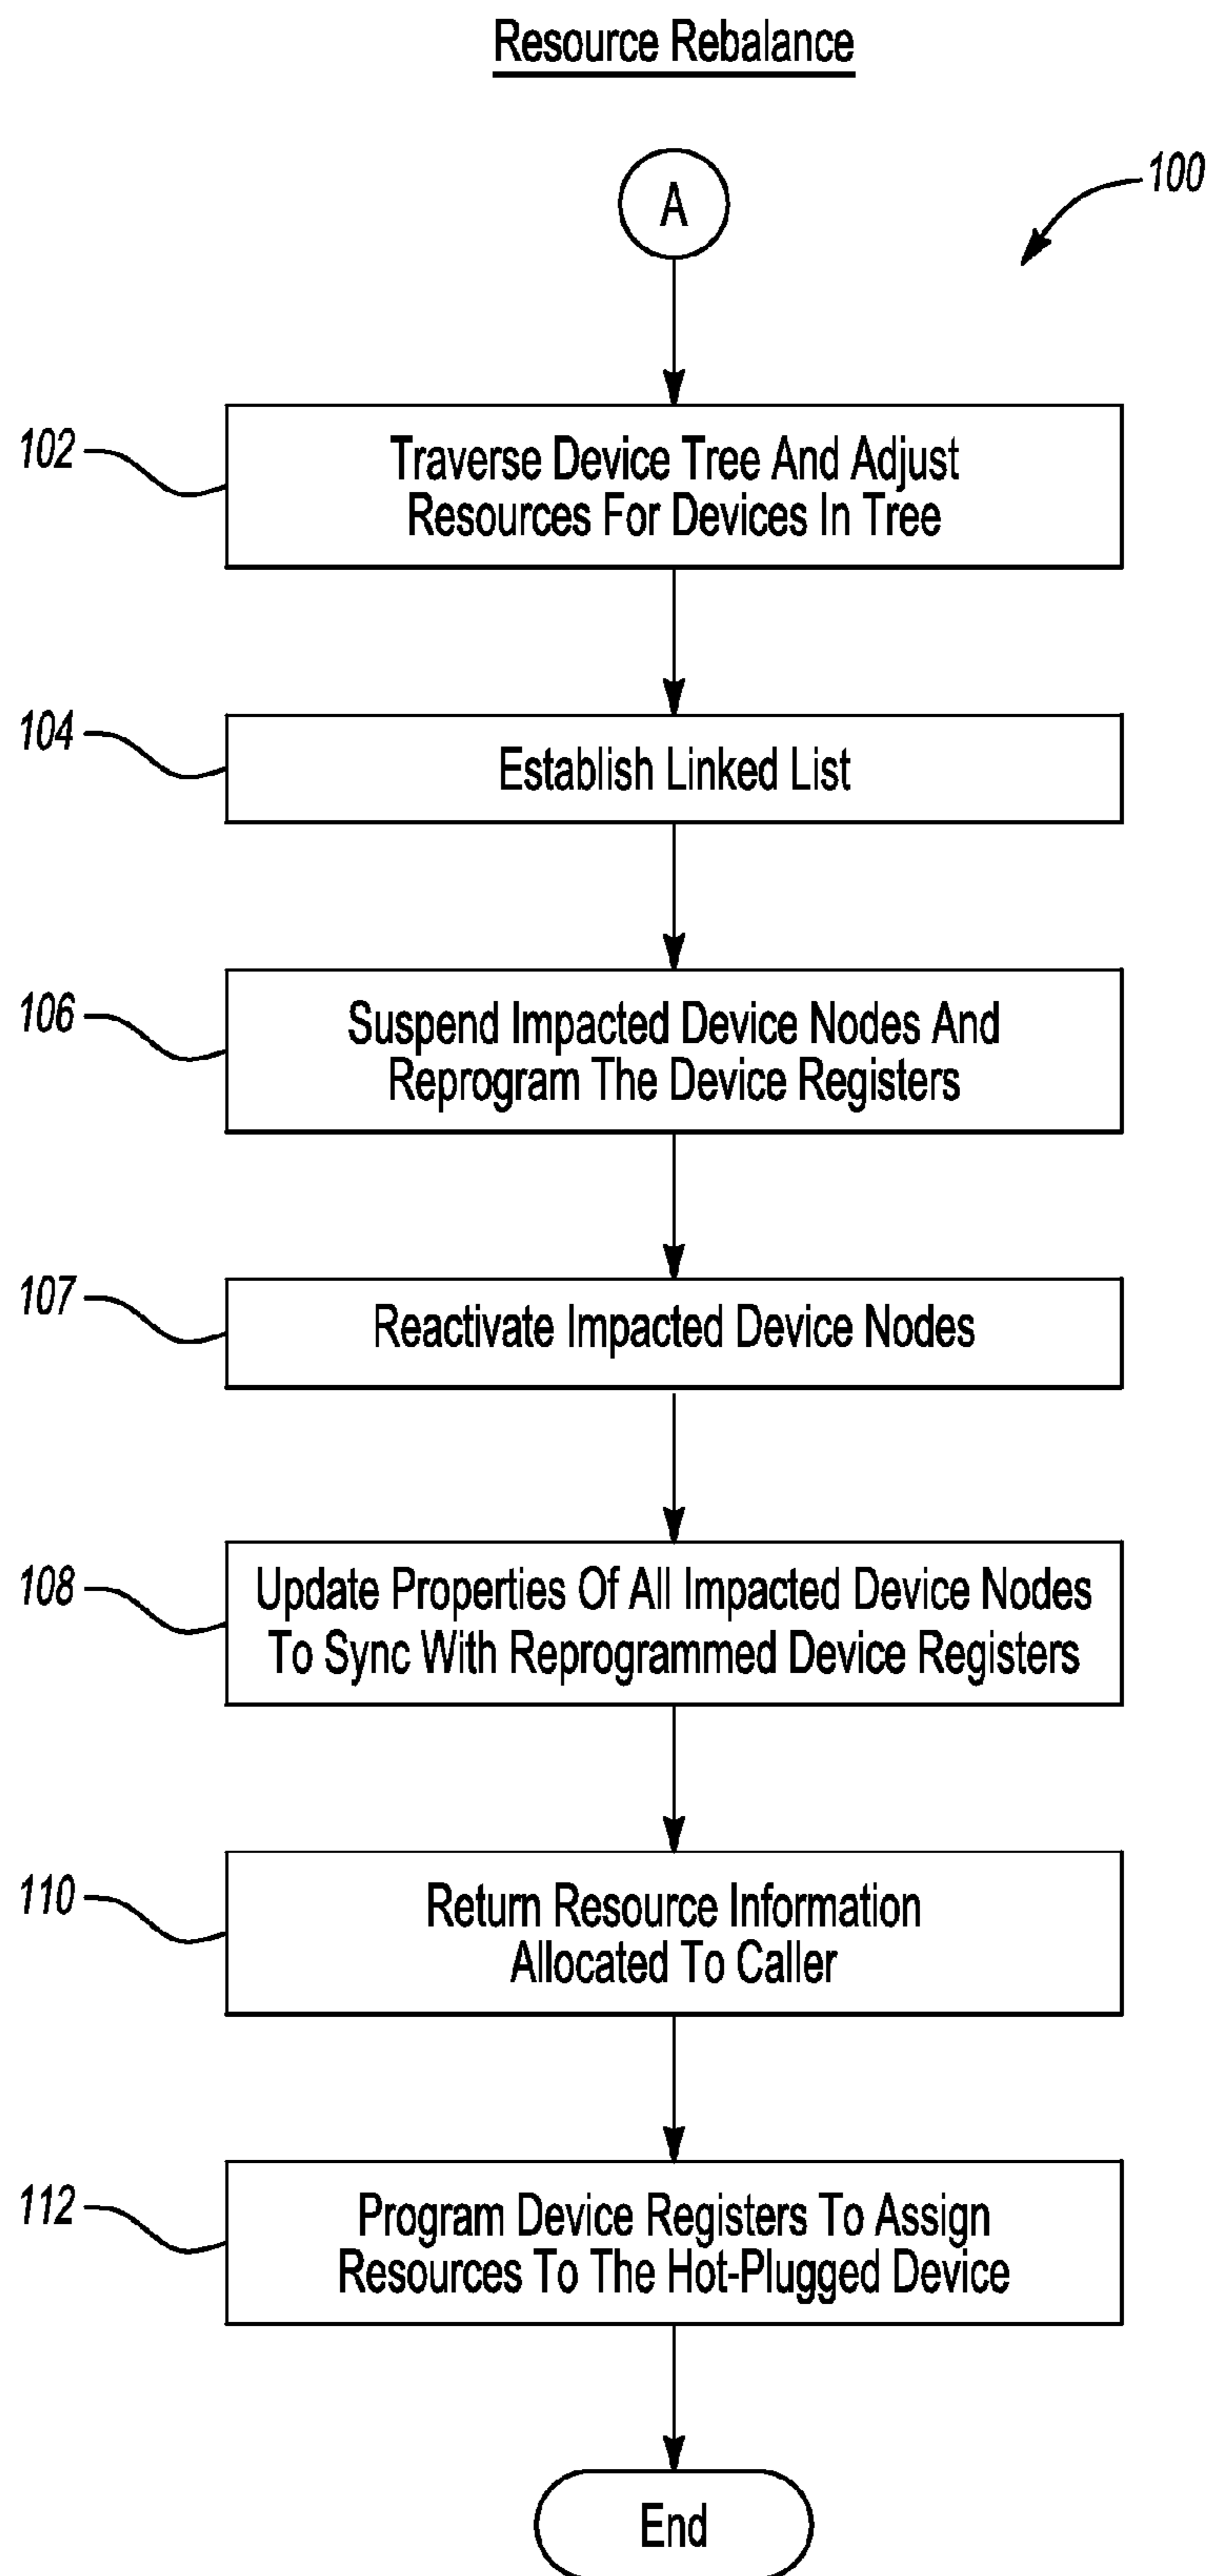 Resource Rebalance
A
100
102
Traverse Device Tree And Adjust
Resources For Devices In Tree
104
Establish Linked List
106
Suspend Impacted Device Nodes And
Reprogram The Device Registers
107
Reactivate Impacted Device Nodes
108
Update Properties Of All Impacted Device Nodes
To Sync With Reprogrammed Device Registers
110
Return Resource Information
Allocated To Caller
112
Program Device Registers To Assign
Resources To The Hot-Plugged Device
End